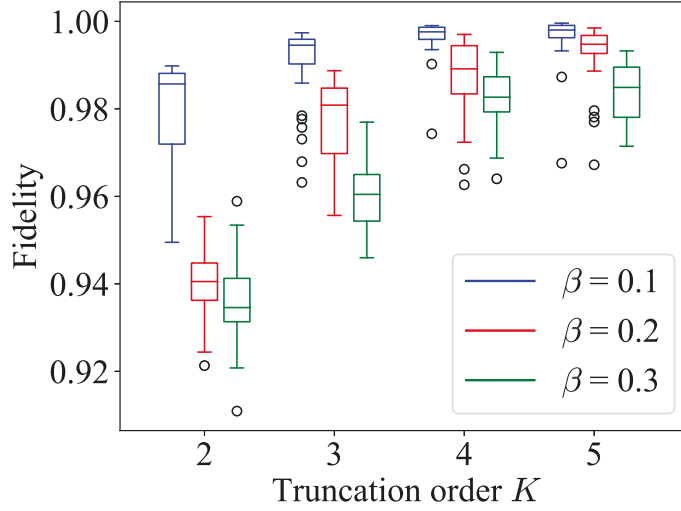 1.00
0.98
0.96
0.94
0.92
Fidelity
β = 0.1
β = 0.2
β = 0.3
2 3 4 5
Truncation order K